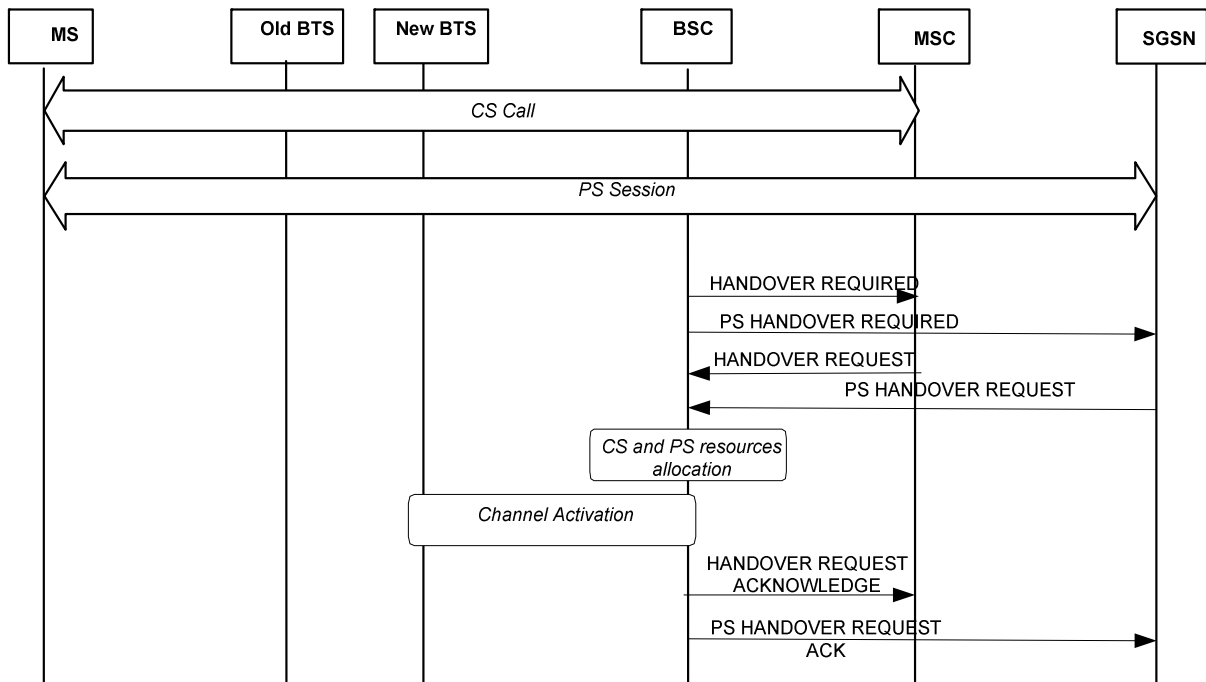 MS
Old BTS
New BTS
BSC
MSC
SGSN
CS Call
PS Session
HANDOVER REQUIRED
PS HANDOVER REQUIRED
HANDOVER REQUEST
PS HANDOVER REQUEST
CS and PS resources
allocation
Channel Activation
HANDOVER REQUEST
ACKNOWLEDGE
PS HANDOVER REQUEST
ACK